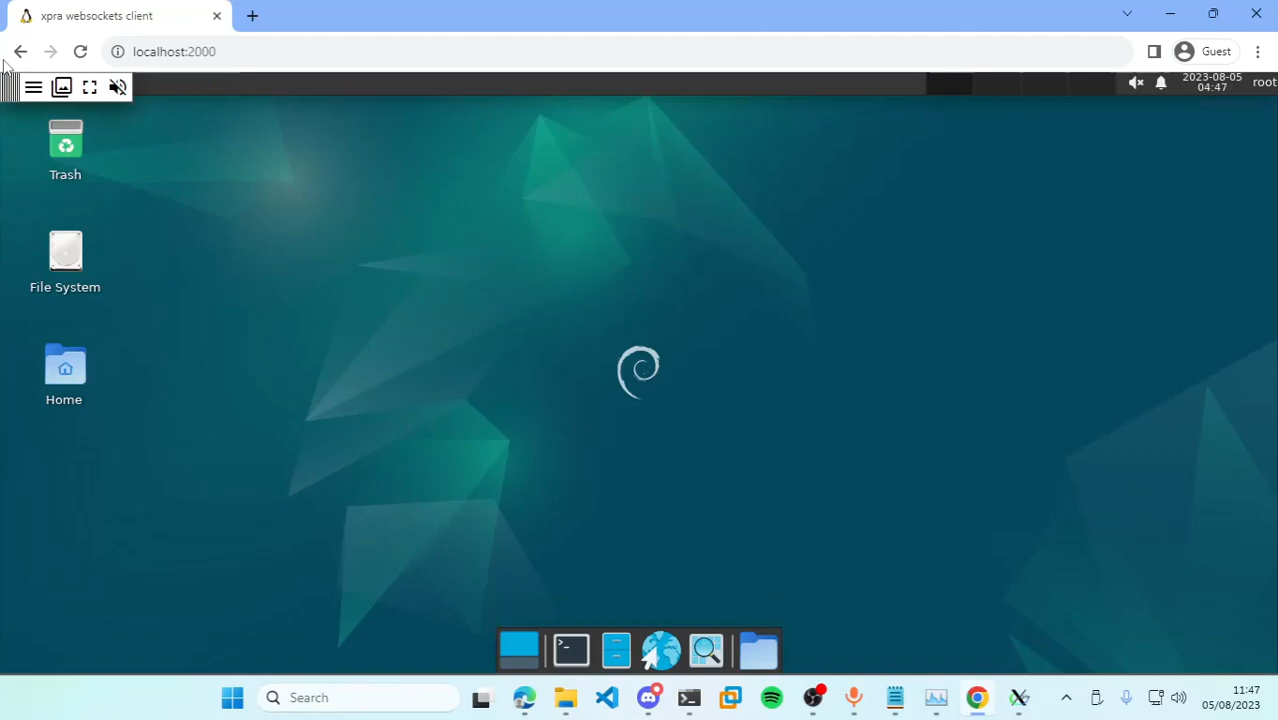 xpra websockets client
localhost:2000
Guest
2023-08-05
04:47
root
Trash
File System
Home
Search
11:47
05/08/2023